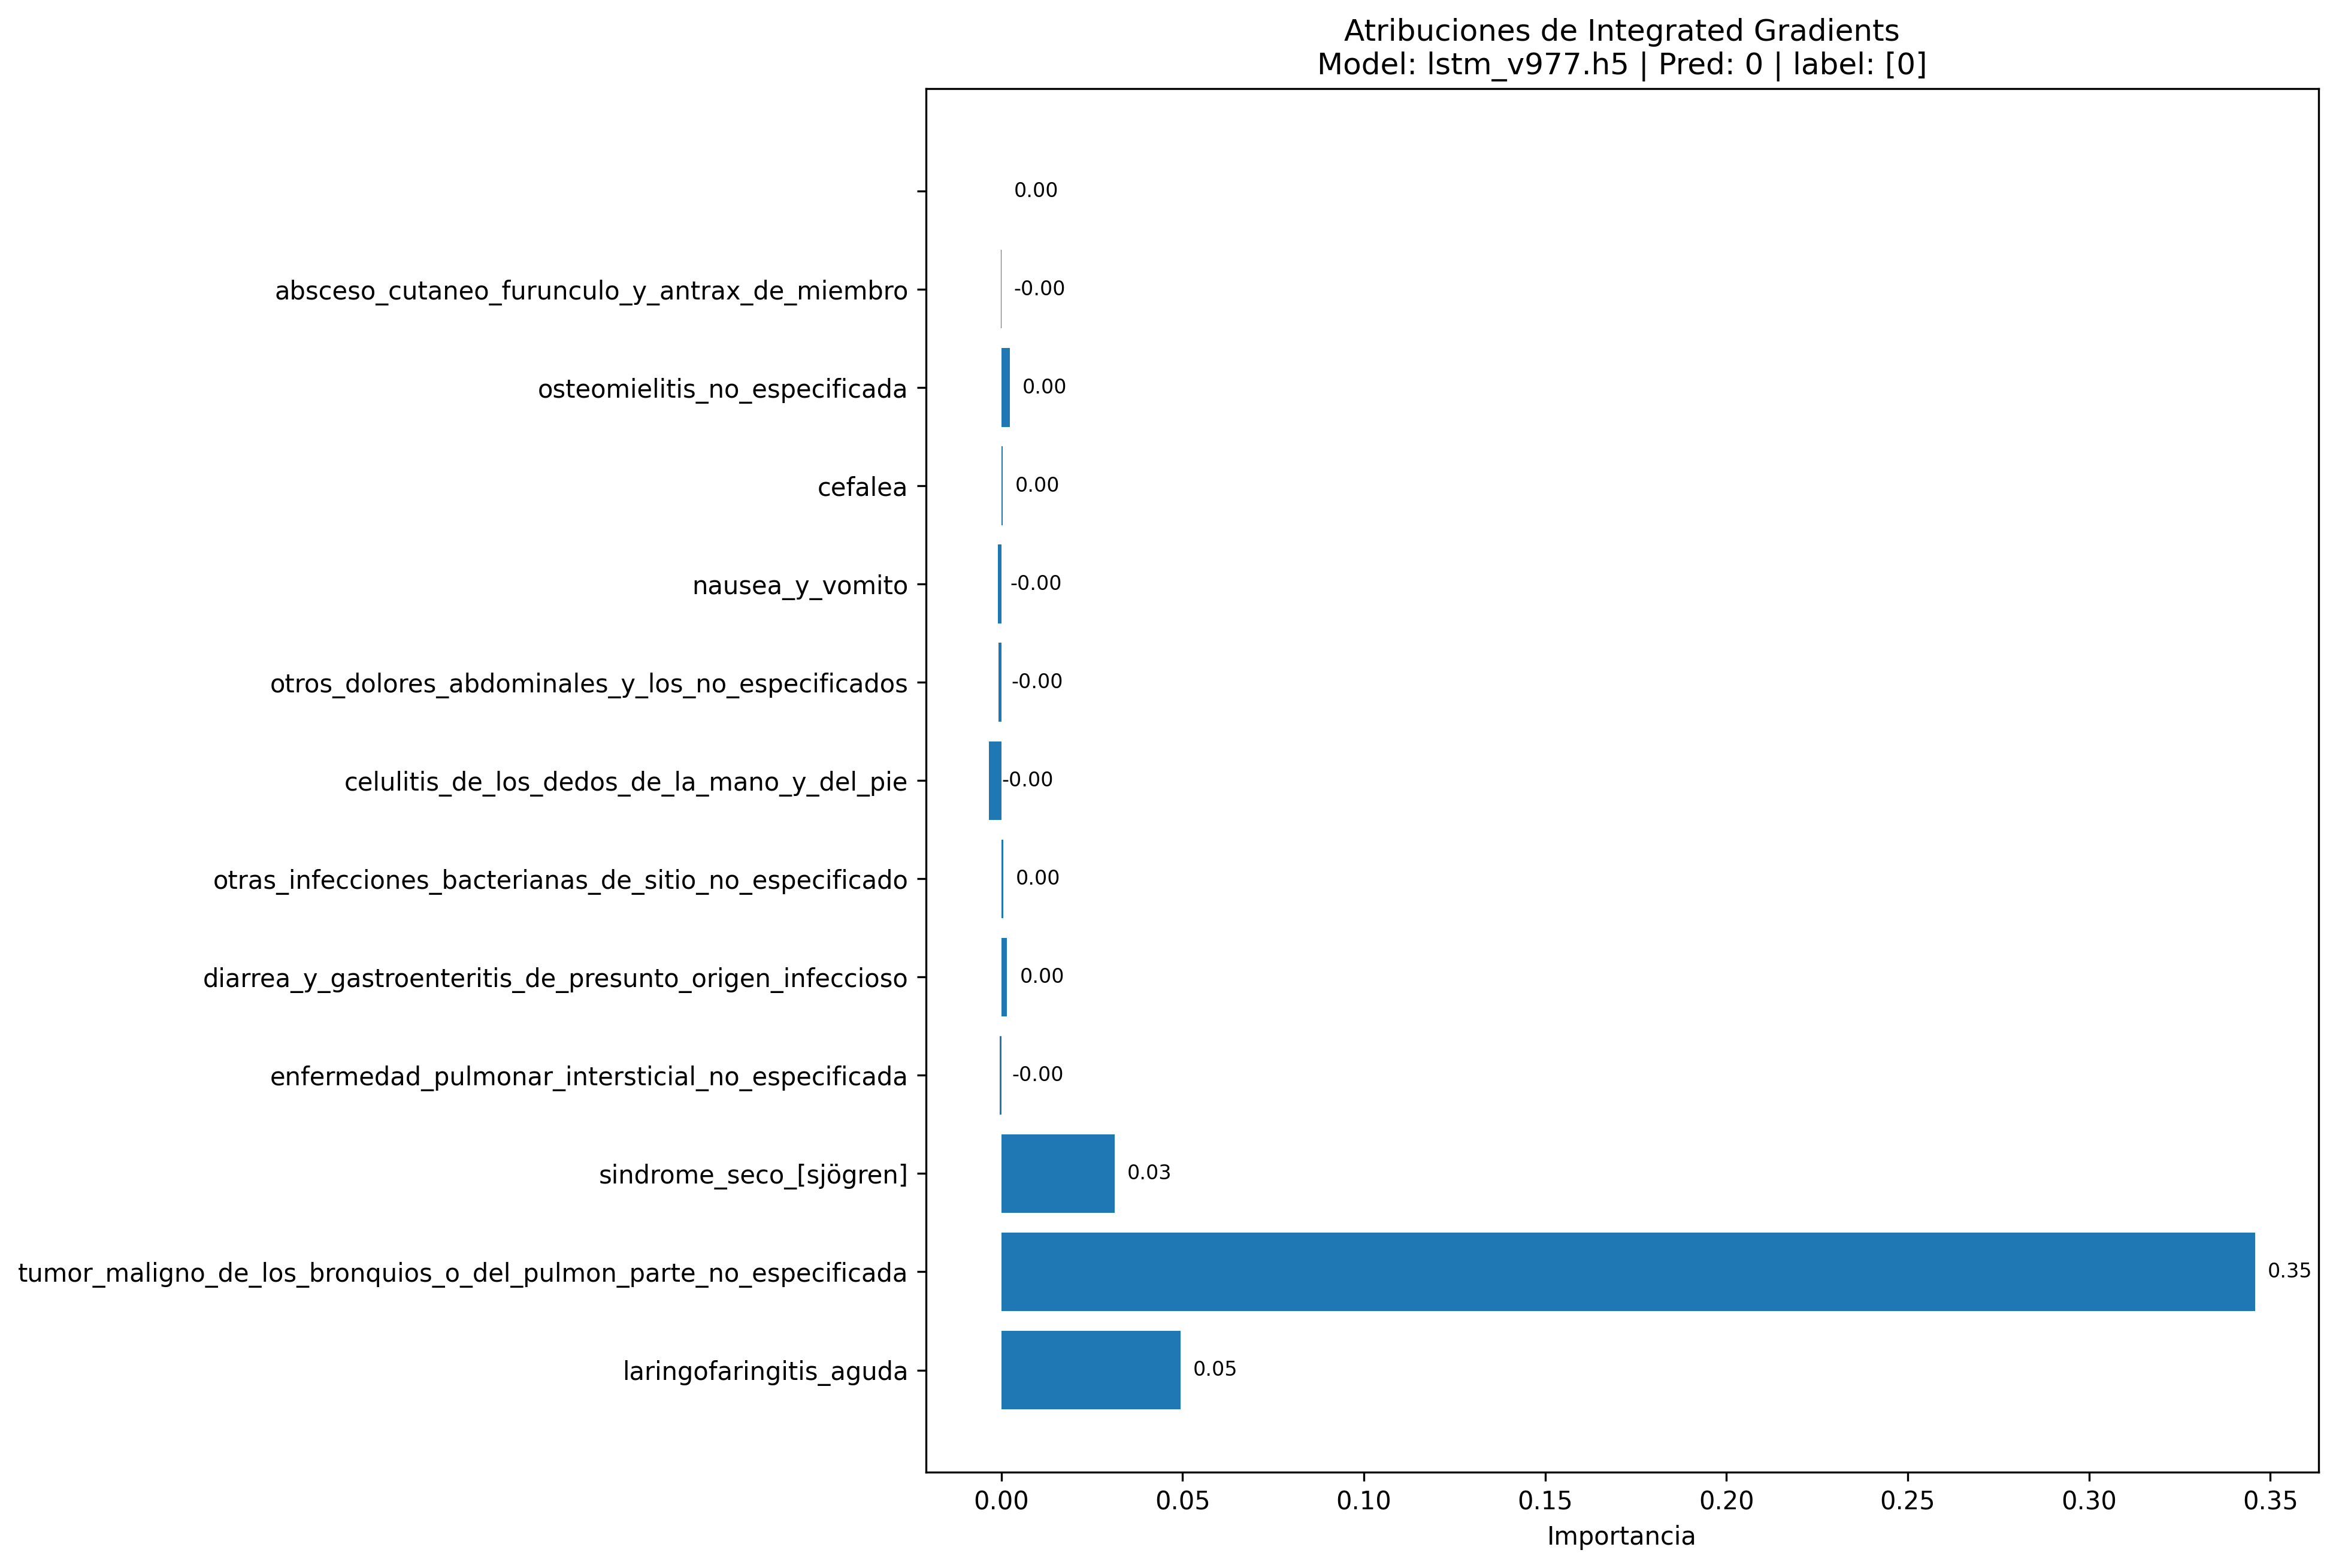 Atribuciones de Integrated Gradients
Model: lstm_v977.h5 | Pred: 0 | label: [0]
0.00
absceso_cutaneo_furunculo_y_antrax_de_miembro -0.00
osteomielitis_no_especificada 0.00
cefalea 0.00
nausea_y_vomito -0.00
otros_dolores_abdominales_y_los_no_especificados -0.00
celulitis_de_los_dedos_de_la_mano_y_del_pie -0.00
otras_infecciones_bacterianas_de_sitio_no_especificado 0.00
diarrea_y_gastroenteritis_de_presunto_origen_infeccioso 0.00
enfermedad_pulmonar_intersticial_no_especificada -0.00
sindrome_seco_[sjögren] 0.03
tumor_maligno_de_los_bronquios_o_del_pulmon_parte_no_especificada 0.35
laringofaringitis_aguda 0.05
0.00 0.05 0.10 0.15 0.20 0.25 0.30 0.35
Importancia